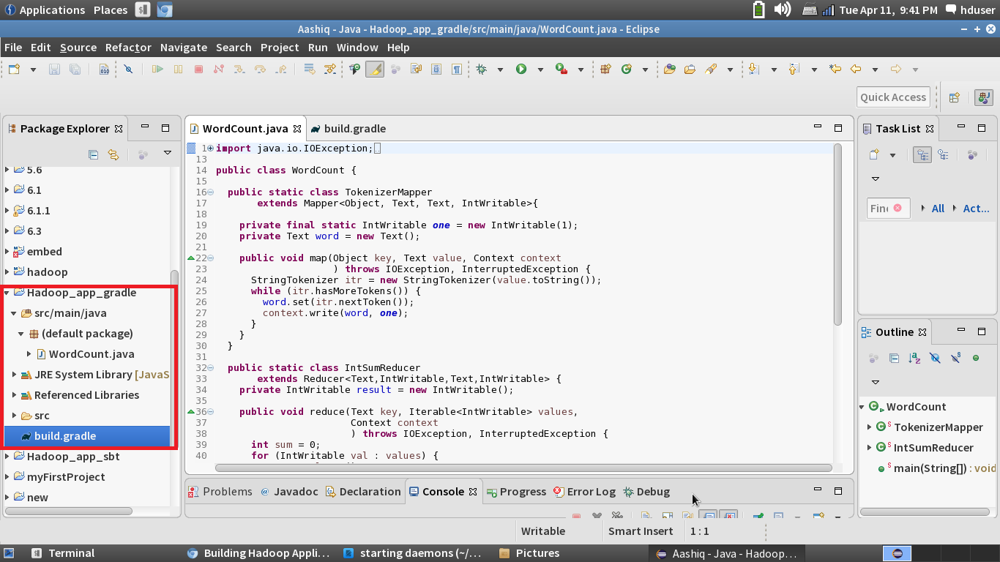 Applications Places Tue Apr 11, 9:41 PM hduser
Aashiq - Java - Hadoop_app_gradle/src/main/java/WordCount.java - Eclipse
File Edit Source Refactor Navigate Search Project Run Window Help
Quick Access
Package Explorer
5.6
6.1
6.1.1
6.3
embed
hadoop
Hadoop_app_gradle
src/main/java
(default package)
WordCount.java
JRE System Library [JavaS
Referenced Libraries
src
build.gradle
Hadoop_app_sbt
myFirstProject
new
WordCount.java build.gradle
1 import java.io.IOException;
13
14 public class WordCount {
15
16 public static class TokenizerMapper
17 extends Mapper<Object, Text, Text, IntWritable>{
18
19 private final static IntWritable one = new IntWritable(1);
20 private Text word = new Text();
21
22 public void map(Object key, Text value, Context context
23 ) throws IOException, InterruptedException {
24 StringTokenizer itr = new StringTokenizer(value.toString());
25 while (itr.hasMoreTokens()) {
26 word.set(itr.nextToken());
27 context.write(word, one);
28 }
29 }
30 }
31
32 public static class IntSumReducer
33 extends Reducer<Text,IntWritable,Text,IntWritable> {
34 private IntWritable result = new IntWritable();
35
36 public void reduce(Text key, Iterable<IntWritable> values,
37 Context context
38 ) throws IOException, InterruptedException {
39 int sum = 0;
40 for (IntWritable val : values) {
Task List
Find All Act...
Outline
WordCount
TokenizerMapper
IntSumReducer
main(String[]) : void
Problems Javadoc Declaration Console Progress Error Log Debug
Writable Smart Insert 1 : 1
Terminal Building Hadoop Appli... starting daemons (~/... Pictures Aashiq - Java - Hadoop...